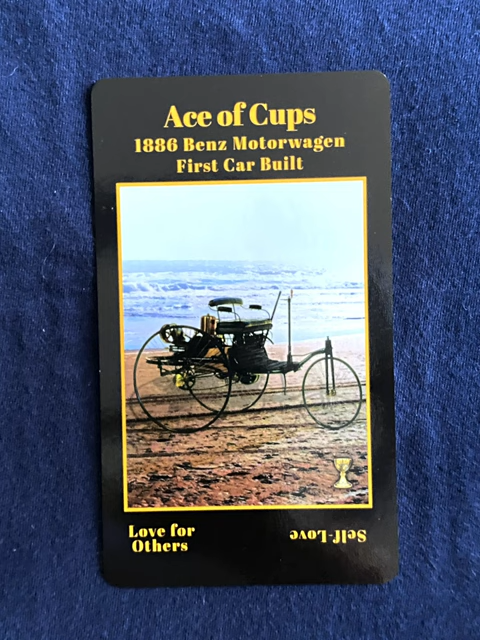 Ace of Cups
1886 Benz Motorwagen
First Car Built
Love for
Others
Self-Love